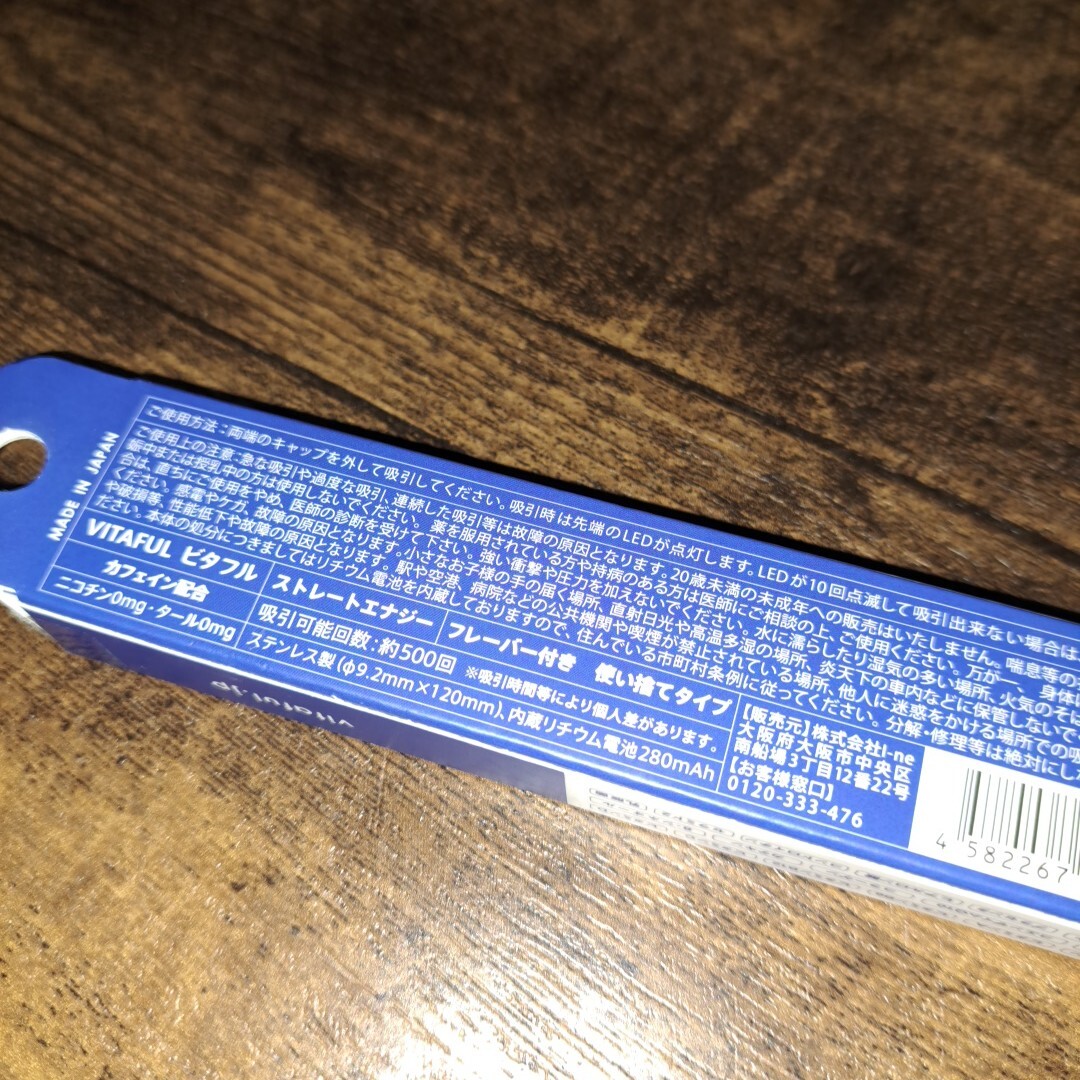 MADE IN JAPAN
ご使用方法:両端のキャップを外して吸引してください。吸引時は先端のLEDが点灯します。LEDが10回点滅して吸引出来ない場合は
ご使用上の注意:急な吸引や過度な吸引、連続した吸引等は故障の原因となります。20歳未満の未成年への販売はいたしません。喘息等の
娠中または授乳中の方は使用しないでください。薬を服用されている方や持病のある方は医師にご相談の上、ご使用ください。万が一、身体に
合は、直ちにご使用をやめ、医師の診断を受けて下さい。強い衝撃や圧力を加えないでください。水に濡らしたり湿気の多い場所、火気のそば
ください。感電やケガ、故障の原因となります。小さなお子様の手の届く場所、直射日光や高温多湿の場所、炎天下の車内などに保管しないで
や破損等、性能低下や故障の原因となります。駅や空港、病院などの公共機関や喫煙が禁止されている場所、他人に迷惑をかける場所での吸
ださい。本体の処分につきましてはリチウム電池を内蔵しておりますので、住んでいる市町村条例に従ってください。分解・修理等は絶対にし
VITAFUL ビタフル
ストレートエナジー
フレーバー付き 使い捨てタイプ
カフェイン配合
吸引可能回数:約500回 ※吸引時間等により個人差があります。
ニコチン0mg・タール0mg
ステンレス製(φ9.2mm×120mm)、内蔵リチウム電池280mAh
【販売元】株式会社I-ne
大阪府大阪市中央区
南船場3丁目12番22号
【お客様窓口】
0120-333-476
4 582267